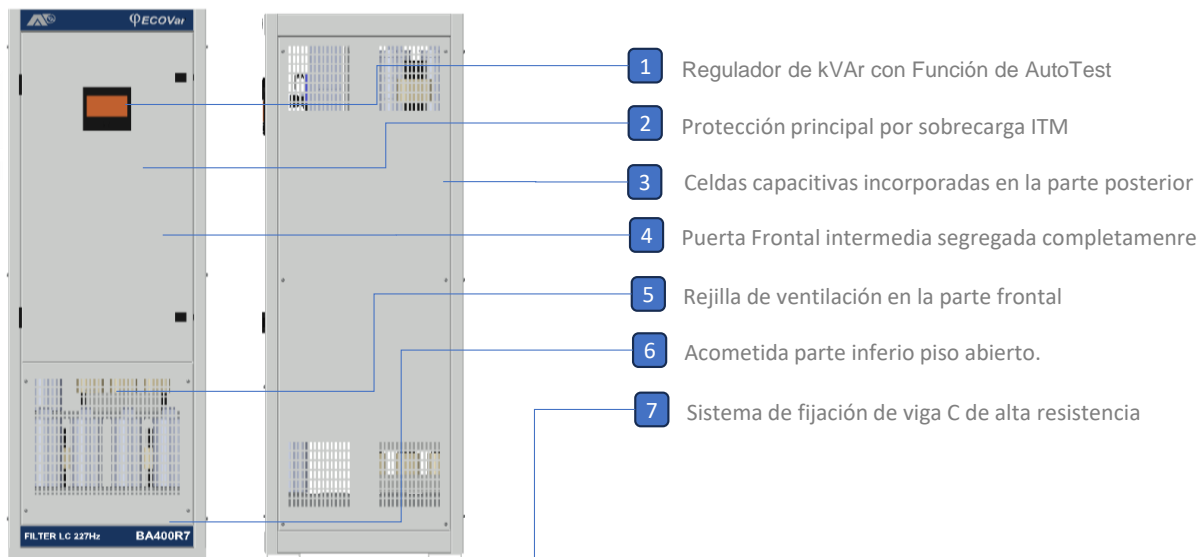 φECOVar
1 Regulador de kVAr con Función de AutoTest
2 Protección principal por sobrecarga ITM
3 Celdas capacitivas incorporadas en la parte posterior
4 Puerta Frontal intermedia segregada completamenre
5 Rejilla de ventilación en la parte frontal
6 Acometida parte inferio piso abierto.
7 Sistema de fijación de viga C de alta resistencia
FILTER LC 227Hz BA400R7